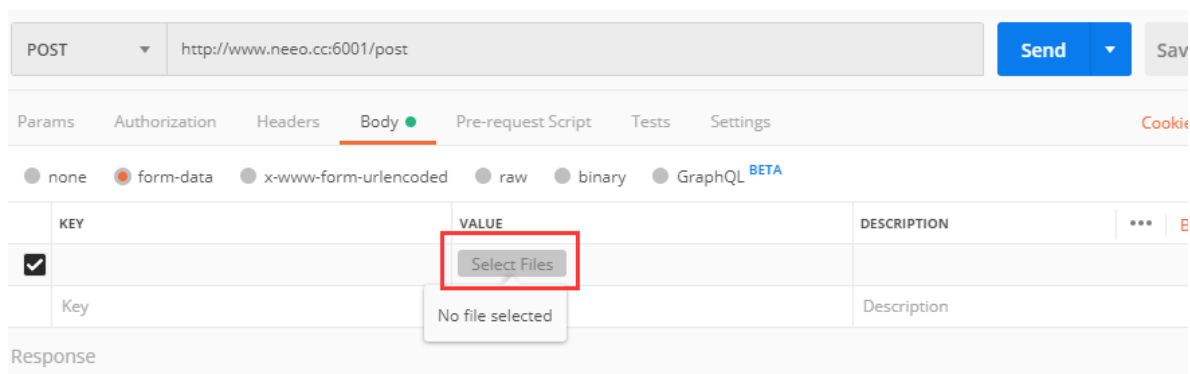 POST http://www.neeo.cc:6001/post Send Sav
Params Authorization Headers Body Pre-request Script Tests Settings Cookie
none form-data x-www-form-urlencoded raw binary GraphQL BETA
KEY VALUE DESCRIPTION ••• B
Select Files
Key No file selected Description
Response